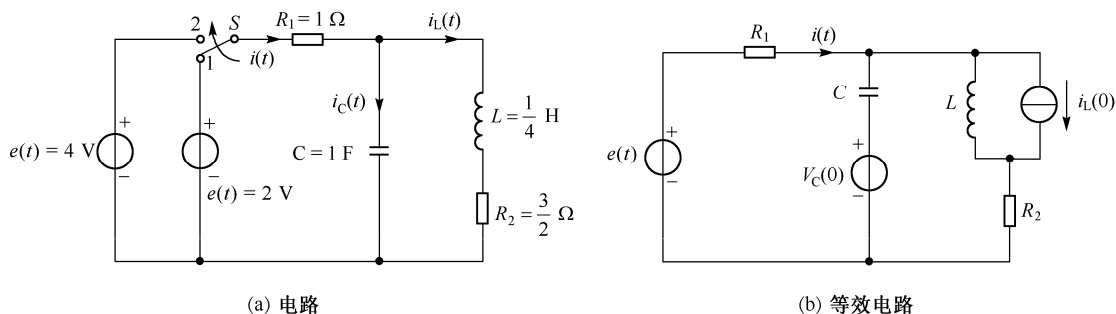 2
S
R₁ = 1 Ω
i_L(t)
1
i(t)
i_C(t)
+
+
e(t) = 4 V
−
−
e(t) = 2 V
C = 1 F
L = 1/4 H
R₂ = 3/2 Ω
(a) 电路
R₁
i(t)
C
L
i_L(0)
+
e(t)
−
+
V_C(0)
−
R₂
(b) 等效电路